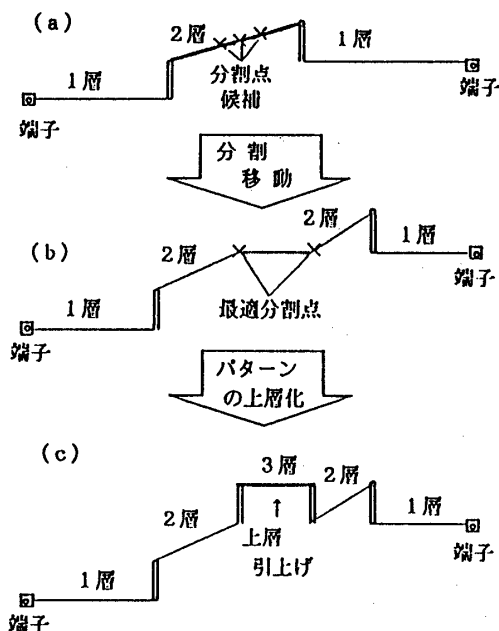 (a)
2層
1層
1層
分割点
候補
端子
端子
分割
移動
(b)
2層
2層
1層
1層
最適分割点
端子
端子
パターン
の上層化
(c)
3層
2層
2層
1層
上層
引上げ
1層
端子
端子